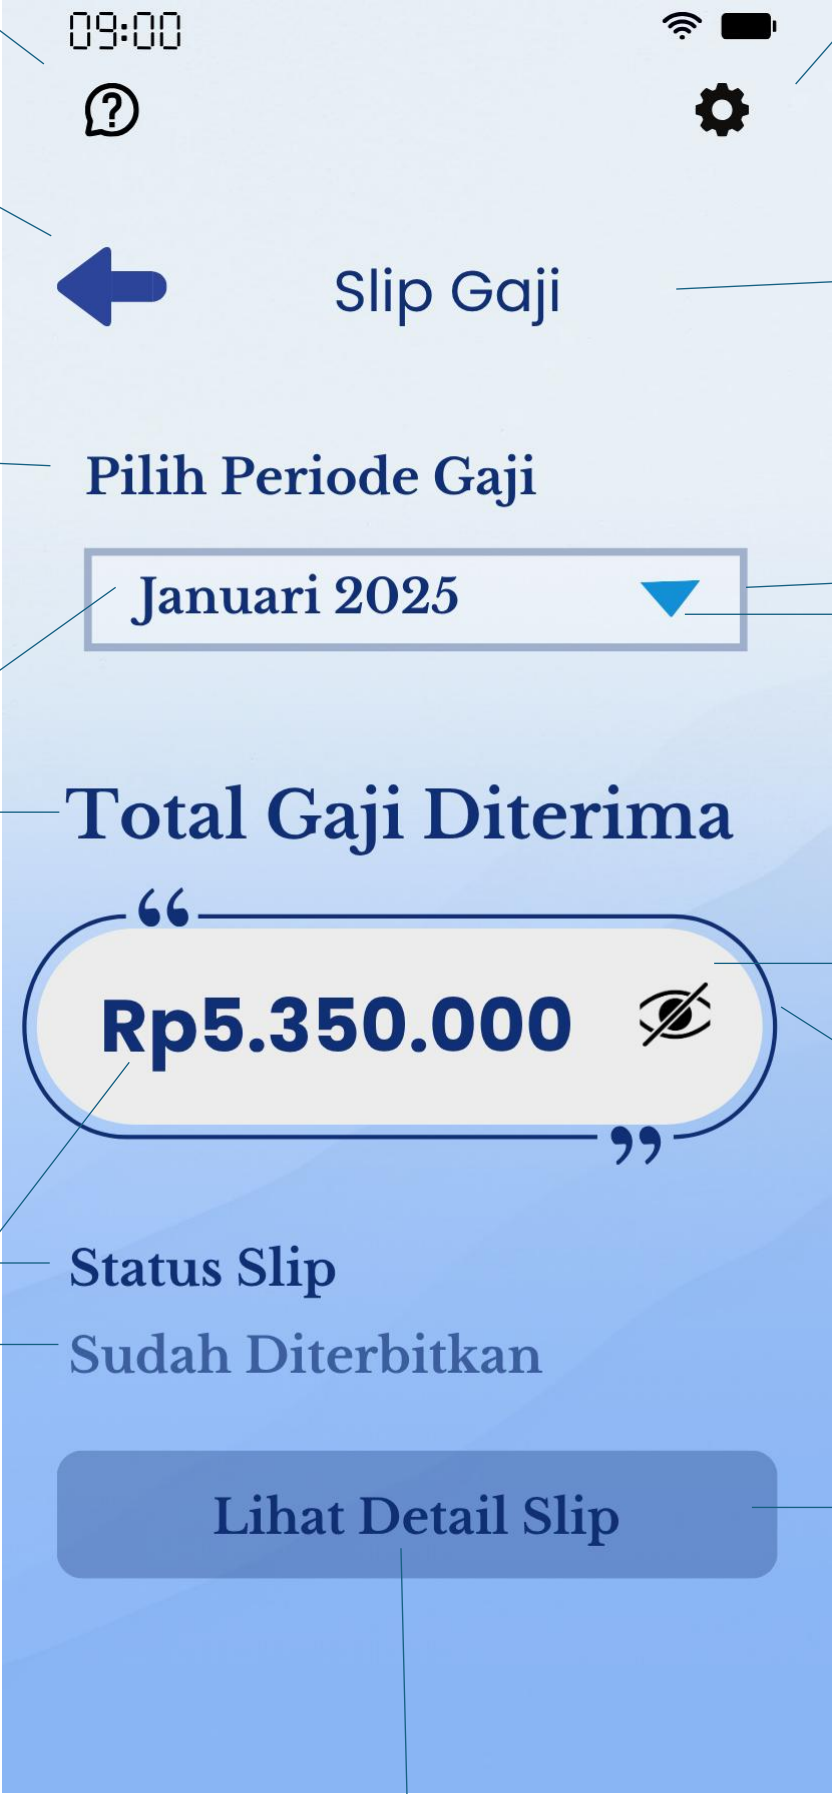 09:00
Slip Gaji
Pilih Periode Gaji
Januari 2025
Total Gaji Diterima
“
Rp5.350.000
”
Status Slip
Sudah Diterbitkan
Lihat Detail Slip